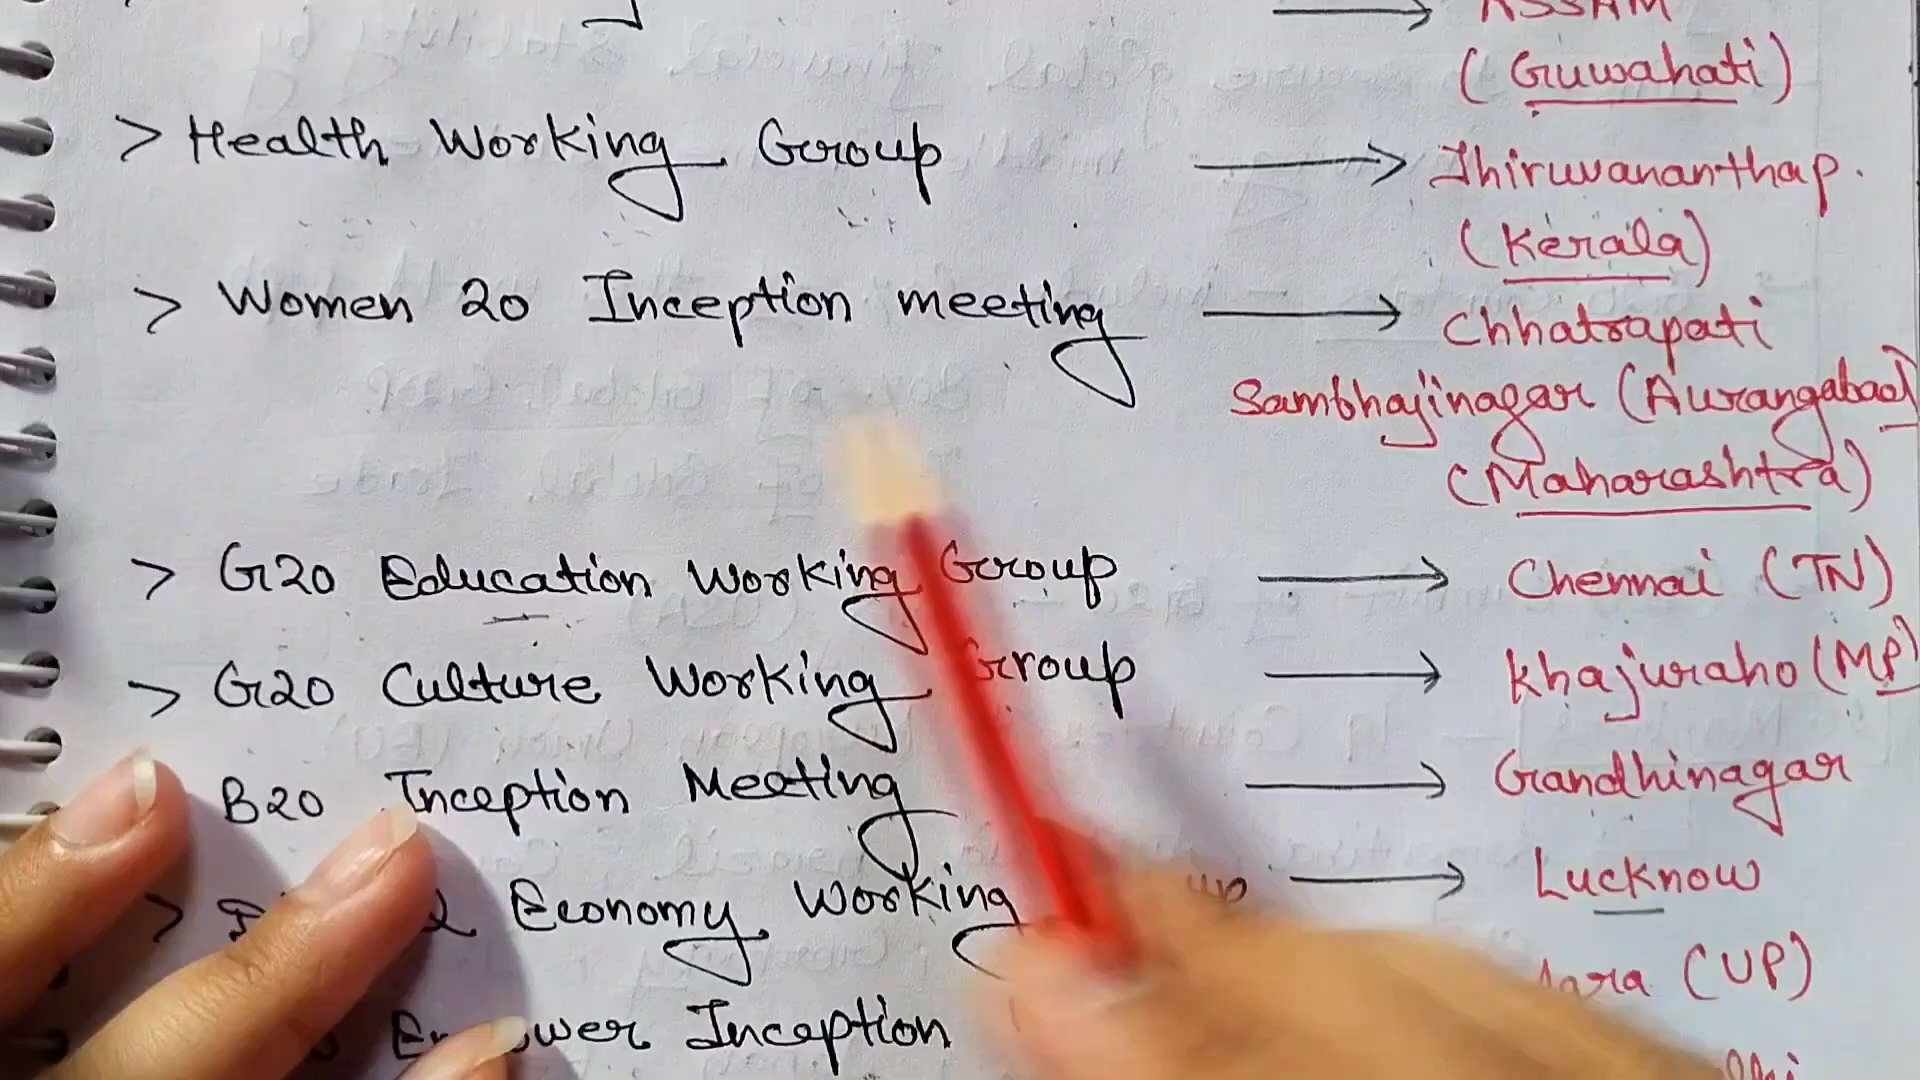 → ASSAM
(Guwahati)
> Health Working Group → Thiruvananthap.
(Kerala)
> Women 20 Inception meeting → Chhatrapati
Sambhajinagar (Aurangabad)
(Maharashtra)
> G20 Education Working Group → Chennai (TN)
> G20 Culture Working Group → Khajuraho (MP)
B20 Inception Meeting → Gandhinagar
> Economy Working → Lucknow
(UP)
Inception